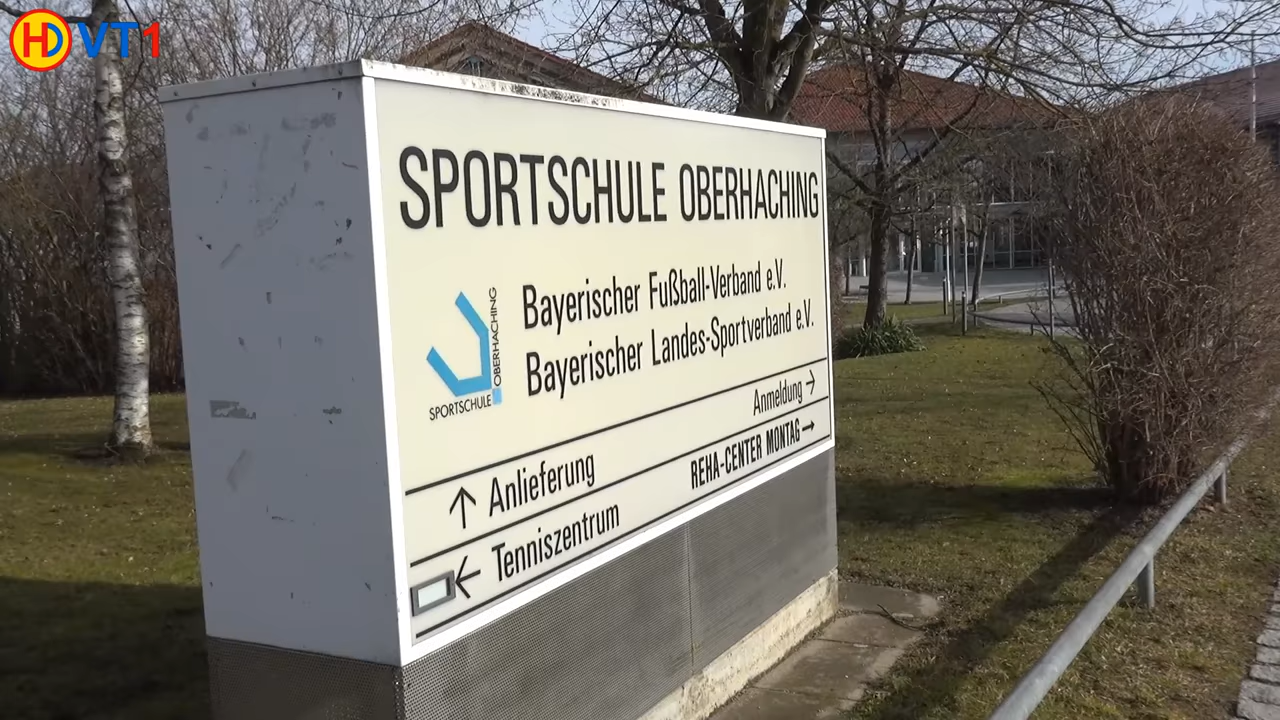 HD VT1
SPORTSCHULE OBERHACHING
Bayerischer Fußball-Verband e.V.
Bayerischer Landes-Sportverband e.V.
SPORTSCHULE
OBERHACHING
Anmeldung →
↑ Anlieferung
REHA-CENTER MONTAG →
← Tenniszentrum